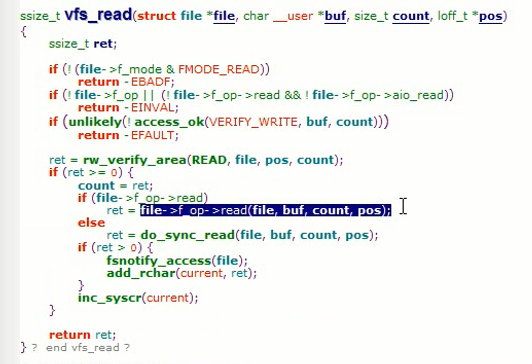 ssize_t vfs_read(struct file *file, char __user *buf, size_t count, loff_t *pos)
{
ssize_t ret;
if (! (file->f_mode & FMODE_READ))
return -EBADF;
if (! file->f_op || (! file->f_op->read && ! file->f_op->aio_read))
return -EINVAL;
if (unlikely(! access_ok(VERIFY_WRITE, buf, count)))
return -EFAULT;
ret = rw_verify_area(READ, file, pos, count);
if (ret >= 0) {
count = ret;
if (file->f_op->read)
ret = file->f_op->read(file, buf, count, pos);
else
ret = do_sync_read(file, buf, count, pos);
if (ret > 0) {
fsnotify_access(file);
add_rchar(current, ret);
}
inc_syscr(current);
}
return ret;
} ? end vfs_read ?